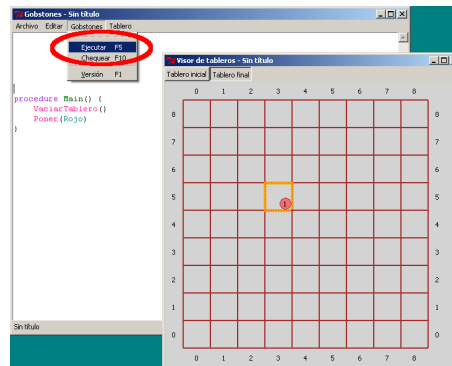 Gobstones - Sin título
Archivo Editar Gobstones Tablero
Ejecutar F5
Chequear F10
Versión F1
procedure Main() {
VaciarTablero()
Poner(Rojo)
}
Sin título
Visor de tableros - Sin título
Tablero inicial Tablero final
0 1 2 3 4 5 6 7 8
8 8
7 7
6 6
5 1 5
4 4
3 3
2 2
1 1
0 0
0 1 2 3 4 5 6 7 8